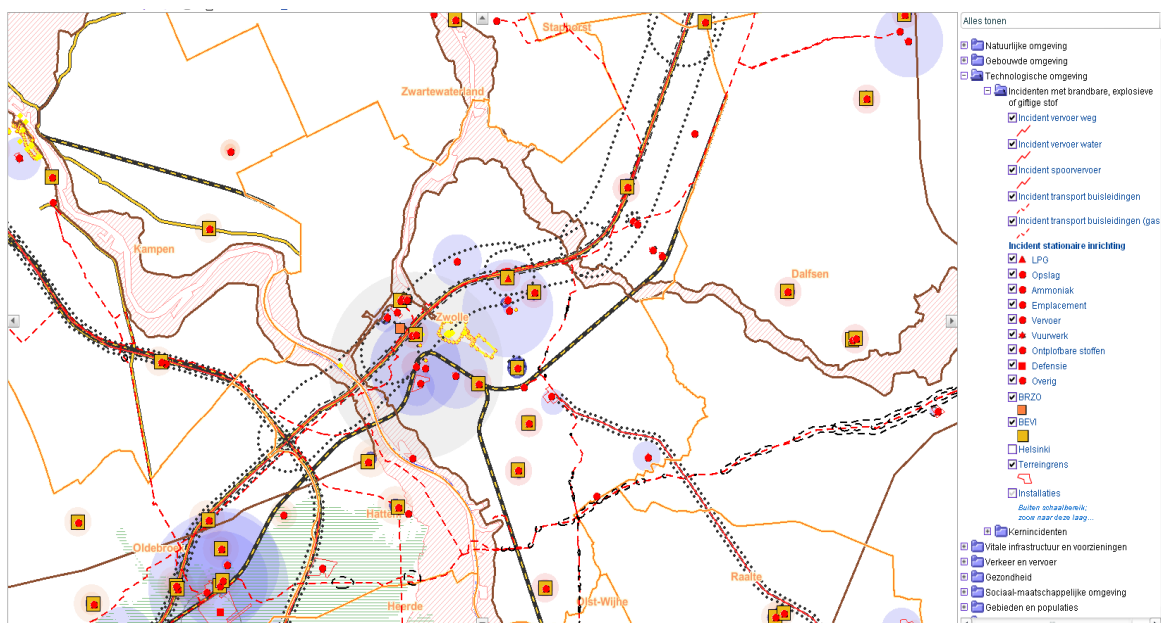 Alles tonen
Natuurlijke omgeving
Gebouwde omgeving
Technologische omgeving
Incidenten met brandbare, explosieve
of giftige stof
Incident vervoer weg
Incident vervoer water
Incident spoorvervoer
Incident transport buisleidingen
Incident transport buisleidingen (gas
Incident stationaire inrichting
LPG
Opslag
Ammoniak
Emplacement
Vervoer
Vuurwerk
Ontplofbare stoffen
Defensie
Overig
BRZO
BEVI
Helsinki
Terreingrens
Installaties
Buiten schaalbereik;
zoom naar deze laag...
Kernincidenten
Vitale infrastructuur en voorzieningen
Verkeer en vervoer
Gezondheid
Sociaal-maatschappelijke omgeving
Gebieden en populaties
Staphorst
Zwartewaterland
Kampen
Dalfsen
Zwolle
Oldebroek
Heerde
Olst-Wijhe
Raalte